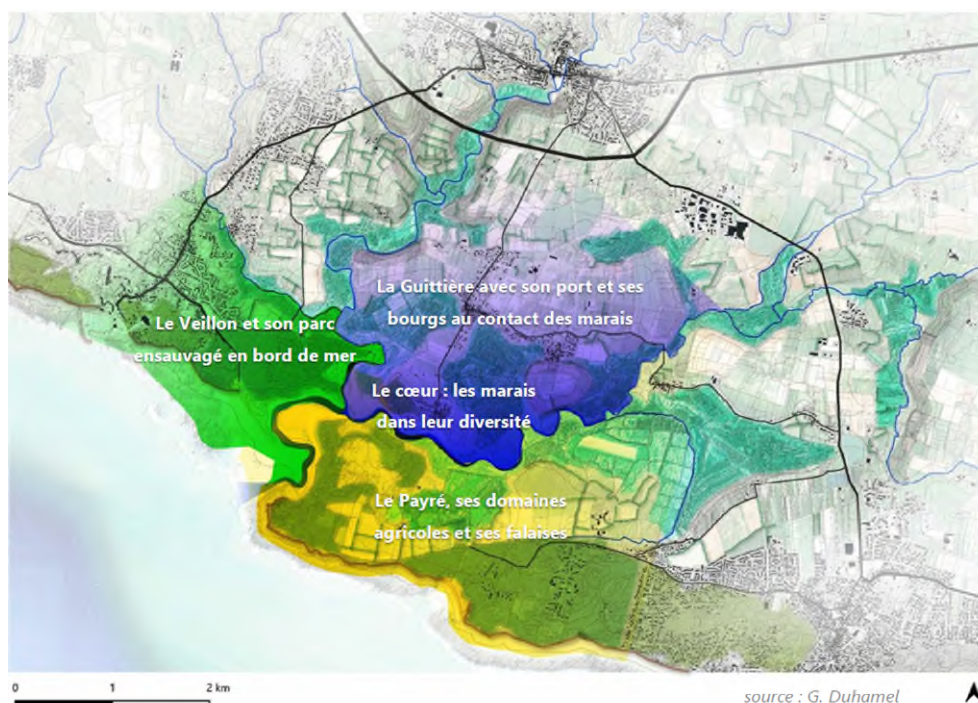 La Guittière avec son port et ses
bourgs au contact des marais
Le Veillon et son parc
ensauvagé en bord de mer
Le cœur : les marais
dans leur diversité
Le Payré, ses domaines
agricoles et ses falaises
0 1 2 km
source : G. Duhamel